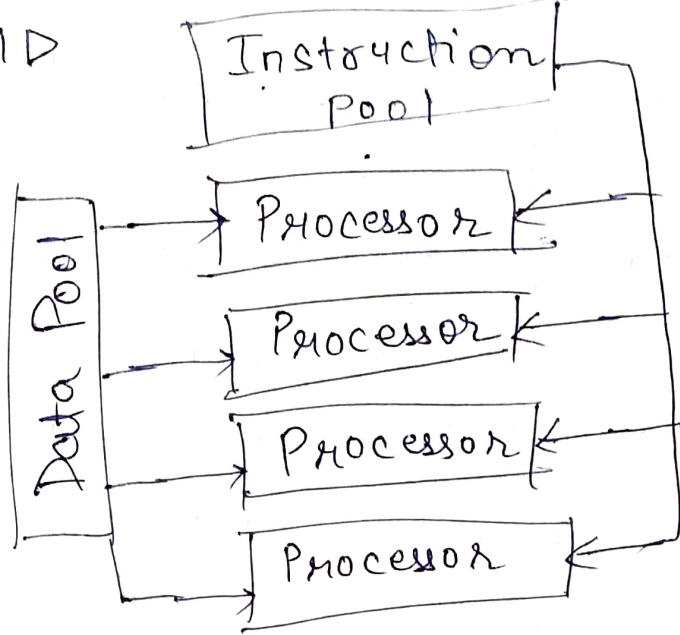 ID
Instruction
Pool
Processor
Processor
Processor
Processor
Data Pool